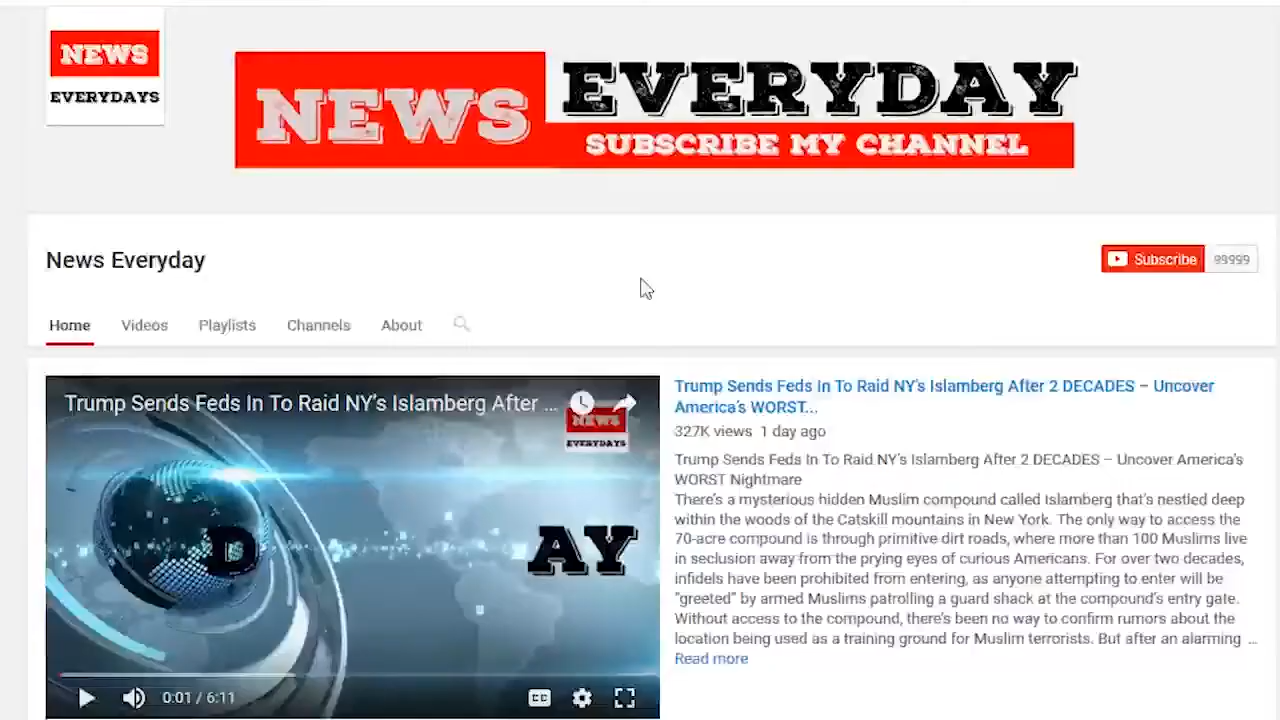 NEWS
EVERYDAYS
NEWS
EVERYDAY
SUBSCRIBE MY CHANNEL
News Everyday
Subscribe 99999
Home Videos Playlists Channels About
Trump Sends Feds In To Raid NY's Islamberg After ...
NEWS
EVERYDAYS
D AY
0:01 / 6:11
CC
Trump Sends Feds In To Raid NY's Islamberg After 2 DECADES – Uncover
America's WORST...
327K views 1 day ago
Trump Sends Feds In To Raid NY's Islamberg After 2 DECADES – Uncover America's
WORST Nightmare
There's a mysterious hidden Muslim compound called Islamberg that's nestled deep
within the woods of the Catskill mountains in New York. The only way to access the
70-acre compound is through primitive dirt roads, where more than 100 Muslims live
in seclusion away from the prying eyes of curious Americans. For over two decades,
infidels have been prohibited from entering, as anyone attempting to enter will be
"greeted" by armed Muslims patrolling a guard shack at the compound's entry gate.
Without access to the compound, there's been no way to confirm rumors about the
location being used as a training ground for Muslim terrorists. But after an alarming ...
Read more